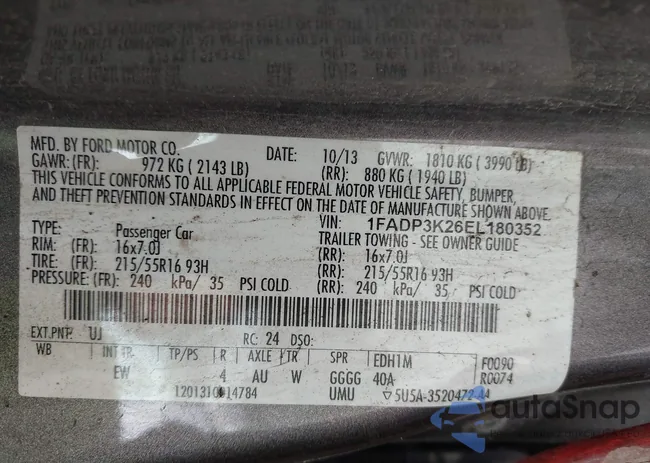 MFD. BY FORD MOTOR CO. DATE: 10/13 GVWR: 1810 KG ( 3990 LB)
GAWR:(FR): 972 KG ( 2143 LB) (RR): 880 KG ( 1940 LB)
THIS VEHICLE CONFORMS TO ALL APPLICABLE FEDERAL MOTOR VEHICLE SAFETY, BUMPER,
AND THEFT PREVENTION STANDARDS IN EFFECT ON THE DATE OF MANUFACTURE SHOWN ABOVE.
VIN: 1FADP3K26EL180352
TYPE: Passenger Car TRAILER TOWING - SEE OWNER GUIDE
RIM: (FR): 16x7.0J (RR): 16x7.0J
TIRE: (FR): 215/55R16 93H (RR): 215/55R16 93H
PRESSURE: (FR): 240 kPa/ 35 PSI COLD (RR): 240 kPa/ 35 PSI COLD
EXT.PNT: UJ RC: 24 DSO:
WB INT TR TP/PS R AXLE TR SPR EDH1M F0090
EW 4 AU W GGGG 40A R0074
UMU ▽5U5A-3520472-AA
autoSnap